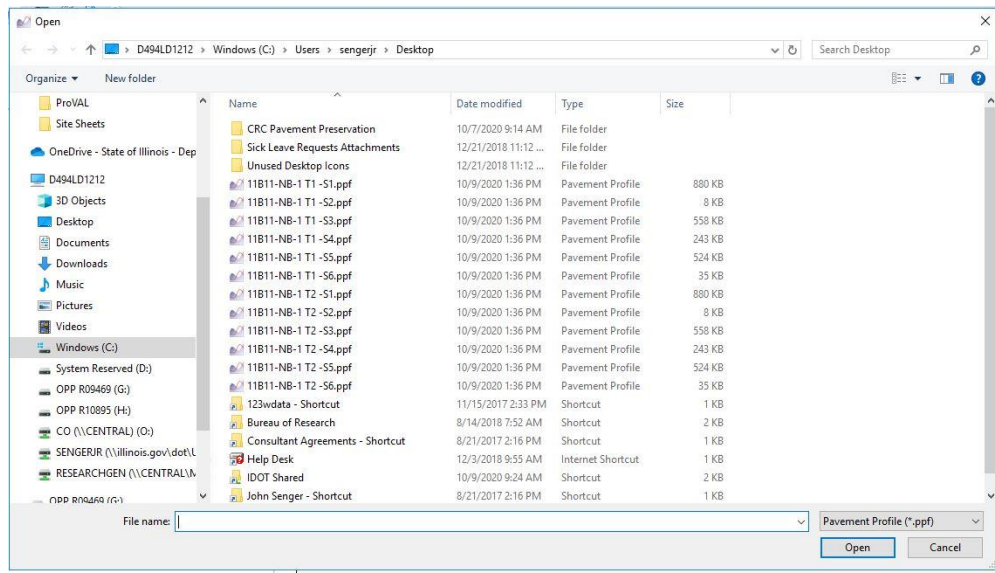 Open
D494LD1212 > Windows (C:) > Users > sengerjr > Desktop
Search Desktop
Organize
New folder
ProVAL
Site Sheets
OneDrive - State of Illinois - Dep
D494LD1212
3D Objects
Desktop
Documents
Downloads
Music
Pictures
Videos
Windows (C:)
System Reserved (D:)
OPP R09469 (G:)
OPP R10895 (H:)
CO (\\CENTRAL) (O:)
SENGERJR (\\illinois.gov\dot\U
RESEARCHGEN (\\CENTRAL\M
OPP R09469 (G:)
Name Date modified Type Size
CRC Pavement Preservation 10/7/2020 9:14 AM File folder
Sick Leave Requests Attachments 12/21/2018 11:12 ... File folder
Unused Desktop Icons 12/21/2018 11:12 ... File folder
11B11-NB-1 T1 -S1.ppf 10/9/2020 1:36 PM Pavement Profile 880 KB
11B11-NB-1 T1 -S2.ppf 10/9/2020 1:36 PM Pavement Profile 8 KB
11B11-NB-1 T1 -S3.ppf 10/9/2020 1:36 PM Pavement Profile 558 KB
11B11-NB-1 T1 -S4.ppf 10/9/2020 1:36 PM Pavement Profile 243 KB
11B11-NB-1 T1 -S5.ppf 10/9/2020 1:36 PM Pavement Profile 524 KB
11B11-NB-1 T1 -S6.ppf 10/9/2020 1:36 PM Pavement Profile 35 KB
11B11-NB-1 T2 -S1.ppf 10/9/2020 1:36 PM Pavement Profile 880 KB
11B11-NB-1 T2 -S2.ppf 10/9/2020 1:36 PM Pavement Profile 8 KB
11B11-NB-1 T2 -S3.ppf 10/9/2020 1:36 PM Pavement Profile 558 KB
11B11-NB-1 T2 -S4.ppf 10/9/2020 1:36 PM Pavement Profile 243 KB
11B11-NB-1 T2 -S5.ppf 10/9/2020 1:36 PM Pavement Profile 524 KB
11B11-NB-1 T2 -S6.ppf 10/9/2020 1:36 PM Pavement Profile 35 KB
123wdata - Shortcut 11/15/2017 2:33 PM Shortcut 1 KB
Bureau of Research 8/14/2018 7:52 AM Shortcut 2 KB
Consultant Agreements - Shortcut 8/21/2017 2:16 PM Shortcut 1 KB
Help Desk 12/3/2018 9:55 AM Internet Shortcut 1 KB
IDOT Shared 10/9/2020 9:24 AM Shortcut 2 KB
John Senger - Shortcut 8/21/2017 2:16 PM Shortcut 1 KB
File name:
Pavement Profile (*.ppf)
Open
Cancel